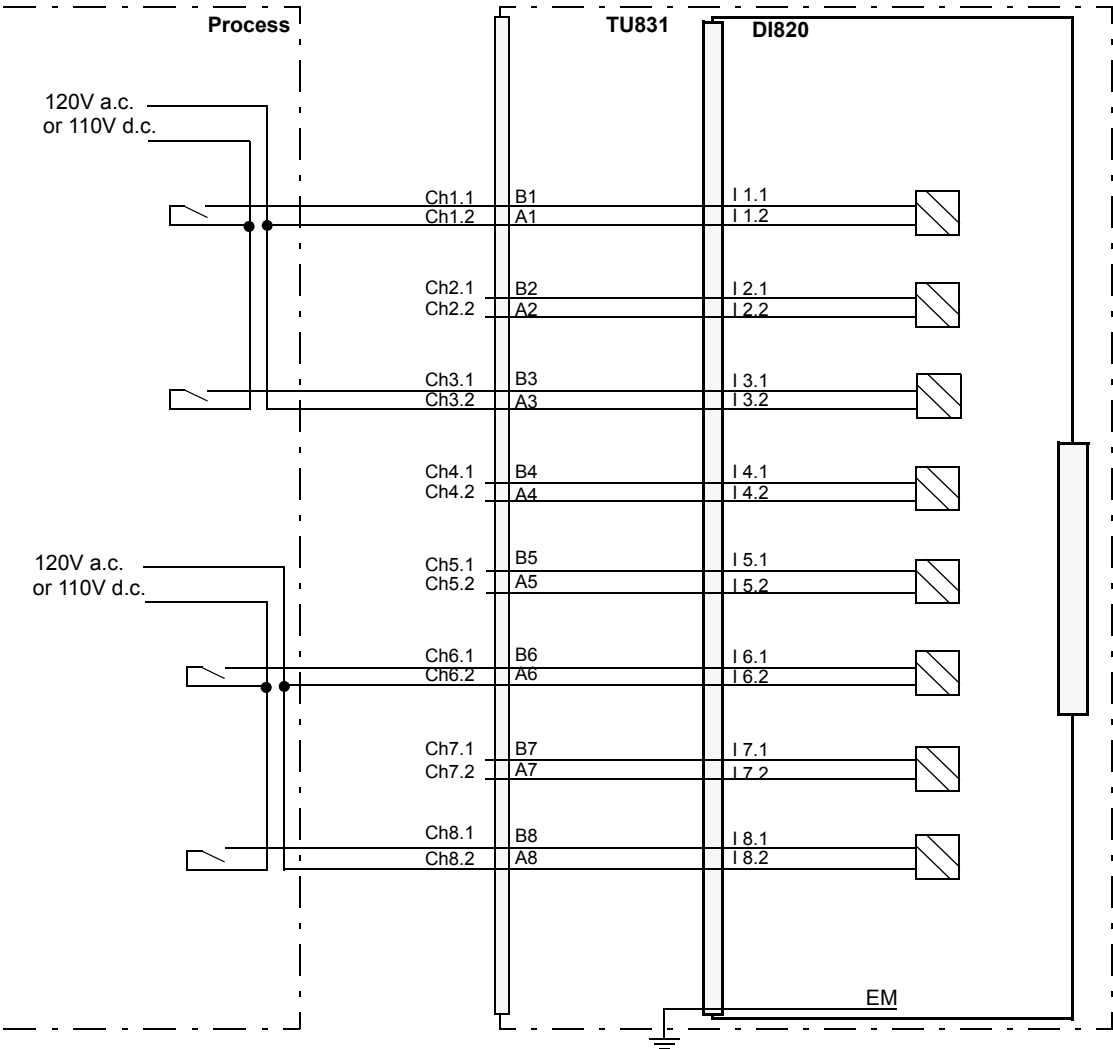 Process
TU831
DI820
120V a.c.
or 110V d.c.
Ch1.1 B1 I 1.1
Ch1.2 A1 I 1.2
Ch2.1 B2 I 2.1
Ch2.2 A2 I 2.2
Ch3.1 B3 I 3.1
Ch3.2 A3 I 3.2
Ch4.1 B4 I 4.1
Ch4.2 A4 I 4.2
120V a.c.
or 110V d.c.
Ch5.1 B5 I 5.1
Ch5.2 A5 I 5.2
Ch6.1 B6 I 6.1
Ch6.2 A6 I 6.2
Ch7.1 B7 I 7.1
Ch7.2 A7 I 7.2
Ch8.1 B8 I 8.1
Ch8.2 A8 I 8.2
EM